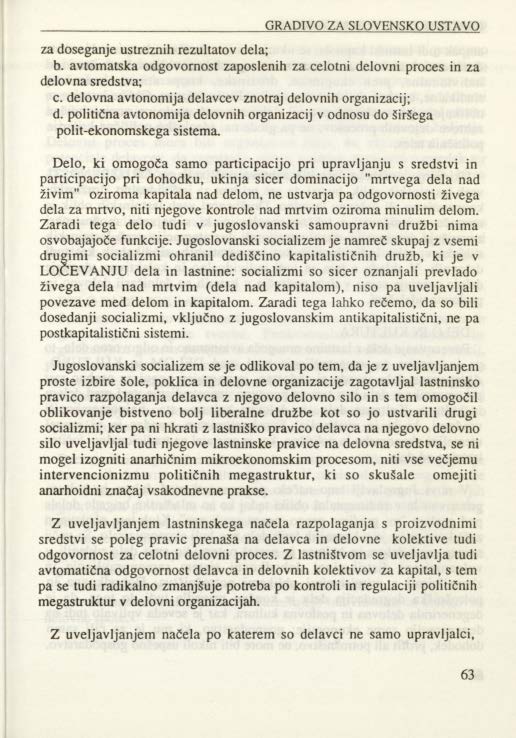 GRADIVO ZA SLOVENSKO USTAVO
za doseganje ustreznih rezultatov dela;
b. avtomatska odgovornost zaposlenih za celotni delovni proces in za
delovna sredstva;
c. delovna avtonomija delavcev znotraj delovnih organizacij;
d. politična avtonomija delovnih organizacij v odnosu do širšega
polit-ekonomskega sistema.
Delo, ki omogoča samo participacijo pri upravljanju s sredstvi in
participacijo pri dohodku, ukinja sicer dominacijo "mrtvega dela nad
živim" oziroma kapitala nad delom, ne ustvarja pa odgovornosti živega
dela za mrtvo, niti njegove kontrole nad mrtvim oziroma minulim delom.
Zaradi tega delo tudi v jugoslovanski samoupravni družbi nima
osvobajajoče funkcije. Jugoslovanski socializem je namreč skupaj z vsemi
drugimi socializmi ohranil dediščino kapitalističnih družb, ki je v
LOČEVANJU dela in lastnine: socializmi so sicer oznanjali prevlado
živega dela nad mrtvim (dela nad kapitalom), niso pa uveljavljali
povezave med delom in kapitalom. Zaradi tega lahko rečemo, da so bili
dosedanji socializmi, vključno z jugoslovanskim antikapitalistični, ne pa
postkapitalistični sistemi.
Jugoslovanski socializem se je odlikoval po tem, da je z uveljavljanjem
proste izbire šole, poklica in delovne organizacije zagotavljal lastninsko
pravico razpolaganja delavca z njegovo delovno silo in s tem omogočil
oblikovanje bistveno bolj liberalne družbe kot so jo ustvarili drugi
socializmi; ker pa ni hkrati z lastniško pravico delavca na njegovo delovno
silo uveljavljal tudi njegove lastninske pravice na delovna sredstva, se ni
mogel izogniti anarhičnim mikroekonomskim procesom, niti vse večjemu
intervencionizmu političnih megastruktur, ki so skušale omejiti
anarhoidni značaj vsakodnevne prakse.
Z uveljavljanjem lastninskega načela razpolaganja s proizvodnimi
sredstvi se poleg pravic prenaša na delavca in delovne kolektive tudi
odgovornost za celotni delovni proces. Z lastništvom se uveljavlja tudi
avtomatična odgovornost delavca in delovnih kolektivov za kapital, s tem
pa se tudi radikalno zmanjšuje potreba po kontroli in regulaciji političnih
megastruktur v delovni organizacijah.
Z uveljavljanjem načela po katerem so delavci ne samo upravljalci,
63